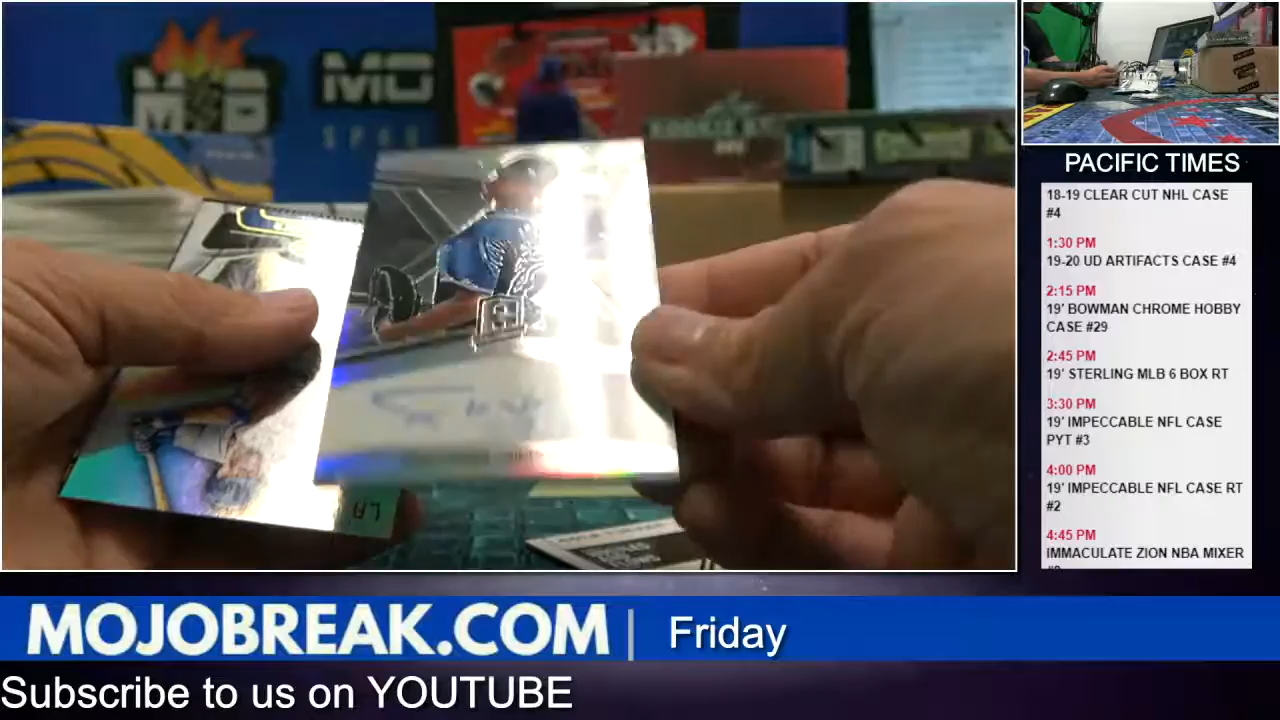 MO
SPAR
LA
PACIFIC TIMES
18-19 CLEAR CUT NHL CASE
#4
1:30 PM
19-20 UD ARTIFACTS CASE #4
2:15 PM
19' BOWMAN CHROME HOBBY
CASE #29
2:45 PM
19' STERLING MLB 6 BOX RT
3:30 PM
19' IMPECCABLE NFL CASE
PYT #3
4:00 PM
19' IMPECCABLE NFL CASE RT
#2
4:45 PM
IMMACULATE ZION NBA MIXER
MOJOBREAK.COM | Friday
Subscribe to us on YOUTUBE